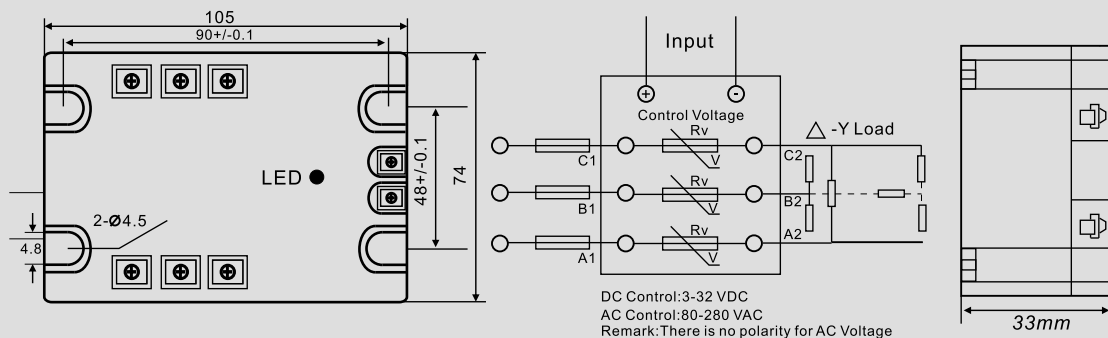 105
90+/-0.1
LED
48+/-0.1
74
2-Ø4.5
4.8
Input
+
-
Control Voltage
Rv
V
C1
C2
Rv
V
B1
B2
Rv
V
A1
A2
△ -Y Load
DC Control:3-32 VDC
AC Control:80-280 VAC
Remark:There is no polarity for AC Voltage
33mm